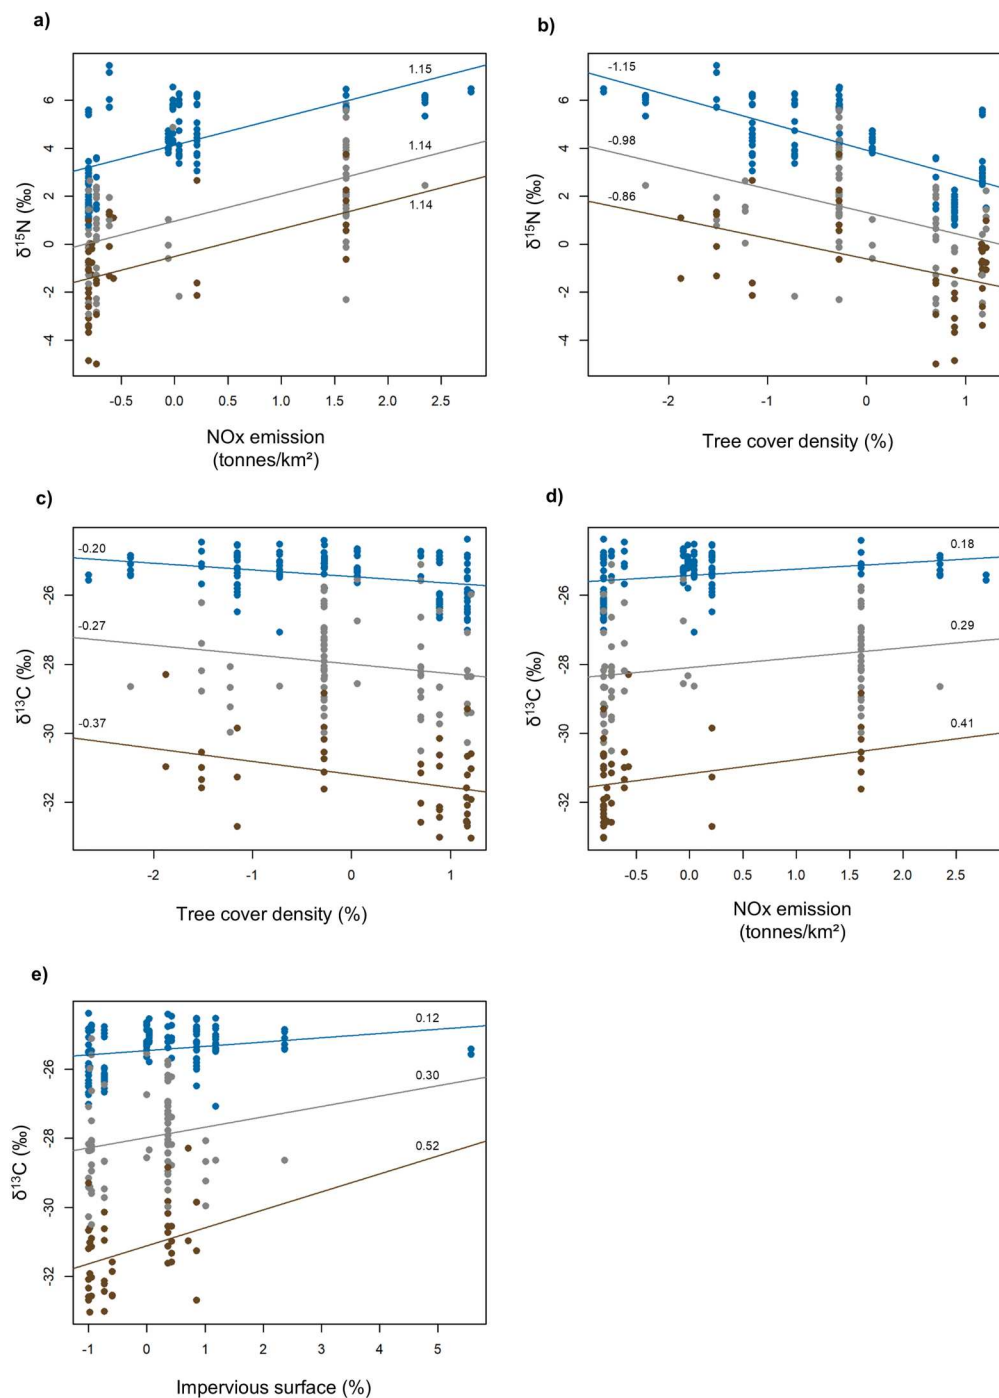 a)
1.15
1.14
1.14
6
4
2
0
-2
-4
δ15N (‰)
-0.5 0.0 0.5 1.0 1.5 2.0 2.5
NOx emission
(tonnes/km²)
b)
-1.15
-0.98
-0.86
6
4
2
0
-2
-4
δ15N (‰)
-2 -1 0 1
Tree cover density (%)
c)
-0.20
-0.27
-0.37
-26
-28
-30
-32
δ13C (‰)
-2 -1 0 1
Tree cover density (%)
d)
0.18
0.29
0.41
-26
-28
-30
-32
δ13C (‰)
-0.5 0.0 0.5 1.0 1.5 2.0 2.5
NOx emission
(tonnes/km²)
e)
0.12
0.30
0.52
-26
-28
-30
-32
δ13C (‰)
-1 0 1 2 3 4 5
Impervious surface (%)